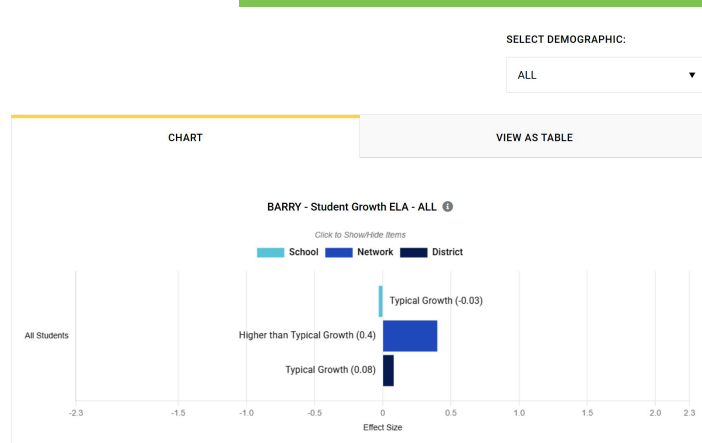 SELECT DEMOGRAPHIC:
ALL
CHART
VIEW AS TABLE
BARRY - Student Growth ELA - ALL
Click to Show/Hide Items
School Network District
Typical Growth (-0.03)
All Students
Higher than Typical Growth (0.4)
Typical Growth (0.08)
-2.3 -1.5 -1.0 -0.5 0 0.5 1.0 1.5 2.0 2.3
Effect Size